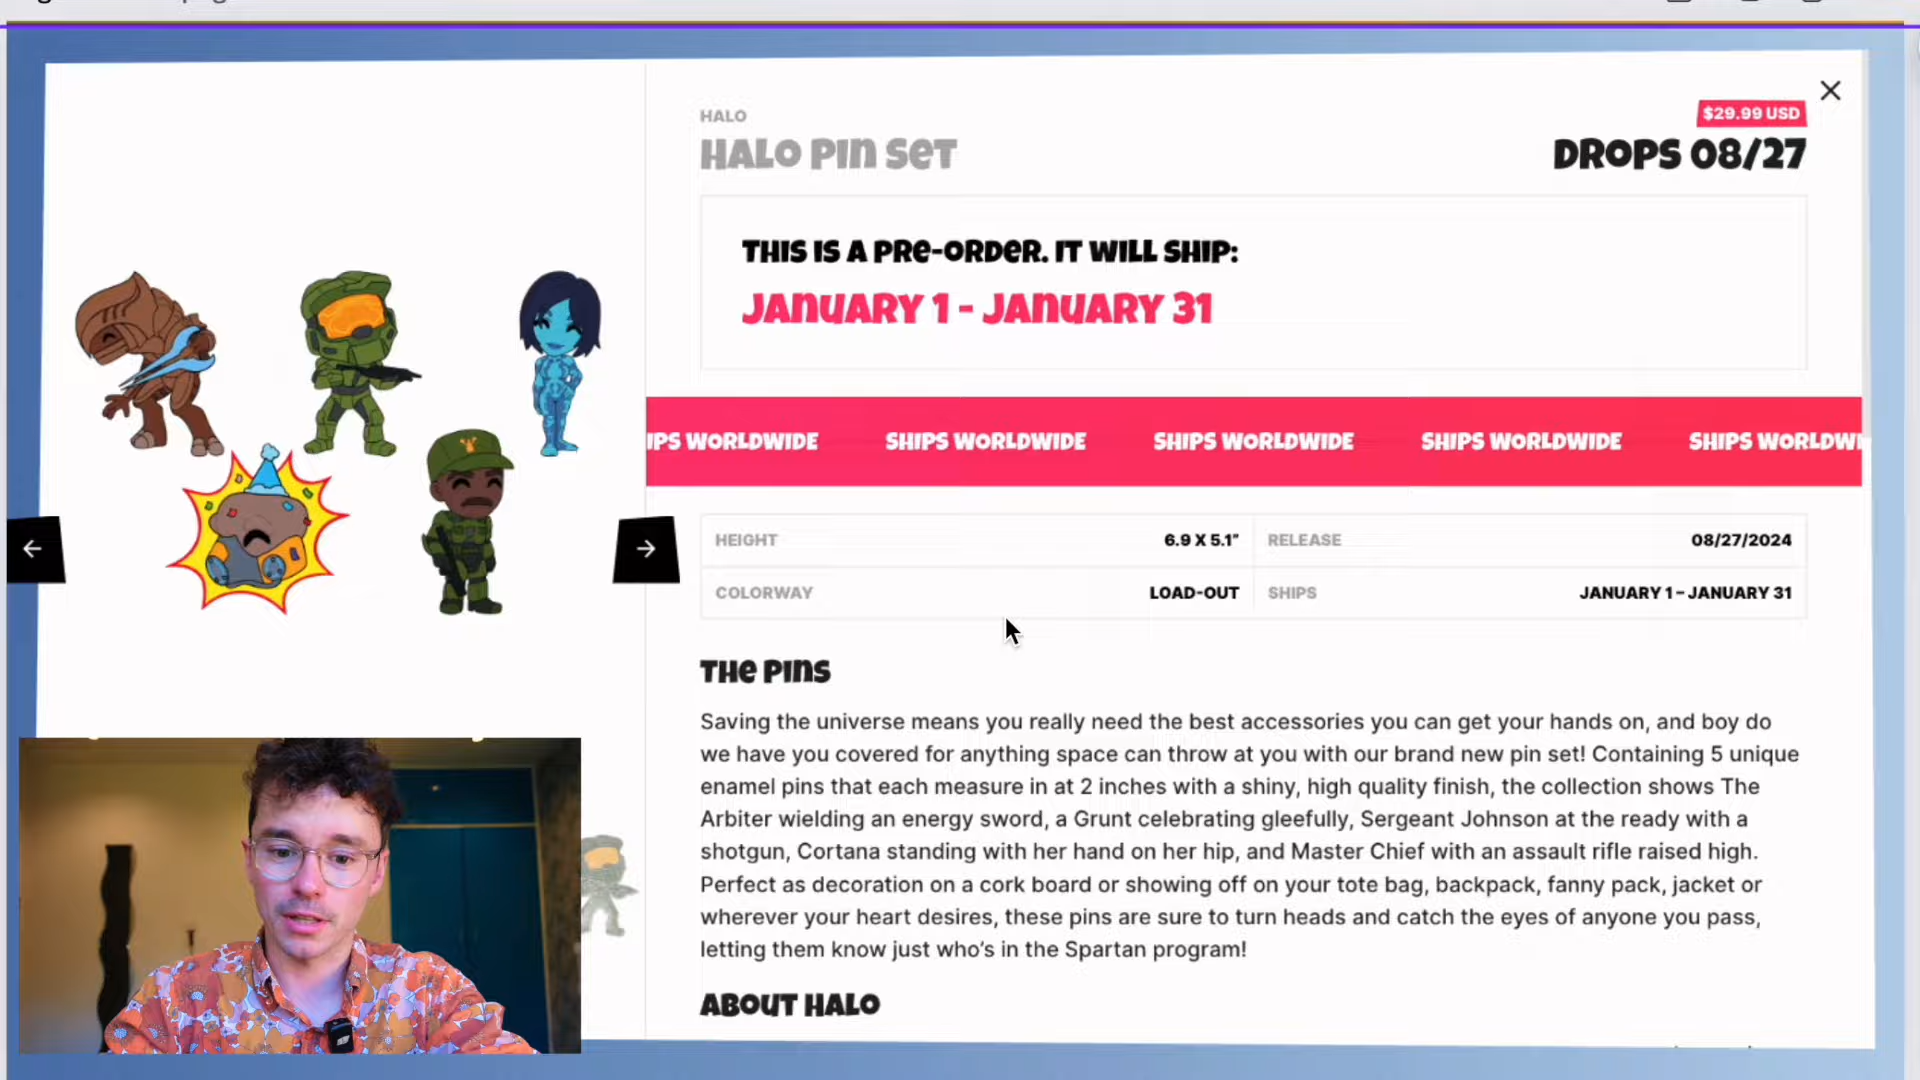 HALO
HALO PIN SET
$29.99 USD
DROPS 08/27
THIS IS A PRE-ORDER. IT WILL SHIP:
JANUARY 1 - JANUARY 31
IPS WORLDWIDE SHIPS WORLDWIDE SHIPS WORLDWIDE SHIPS WORLDWIDE SHIPS WORLDWI
HEIGHT 6.9 X 5.1" RELEASE 08/27/2024
COLORWAY LOAD-OUT SHIPS JANUARY 1 – JANUARY 31
THE PINS
Saving the universe means you really need the best accessories you can get your hands on, and boy do
we have you covered for anything space can throw at you with our brand new pin set! Containing 5 unique
enamel pins that each measure in at 2 inches with a shiny, high quality finish, the collection shows The
Arbiter wielding an energy sword, a Grunt celebrating gleefully, Sergeant Johnson at the ready with a
shotgun, Cortana standing with her hand on her hip, and Master Chief with an assault rifle raised high.
Perfect as decoration on a cork board or showing off on your tote bag, backpack, fanny pack, jacket or
wherever your heart desires, these pins are sure to turn heads and catch the eyes of anyone you pass,
letting them know just who's in the Spartan program!
ABOUT HALO